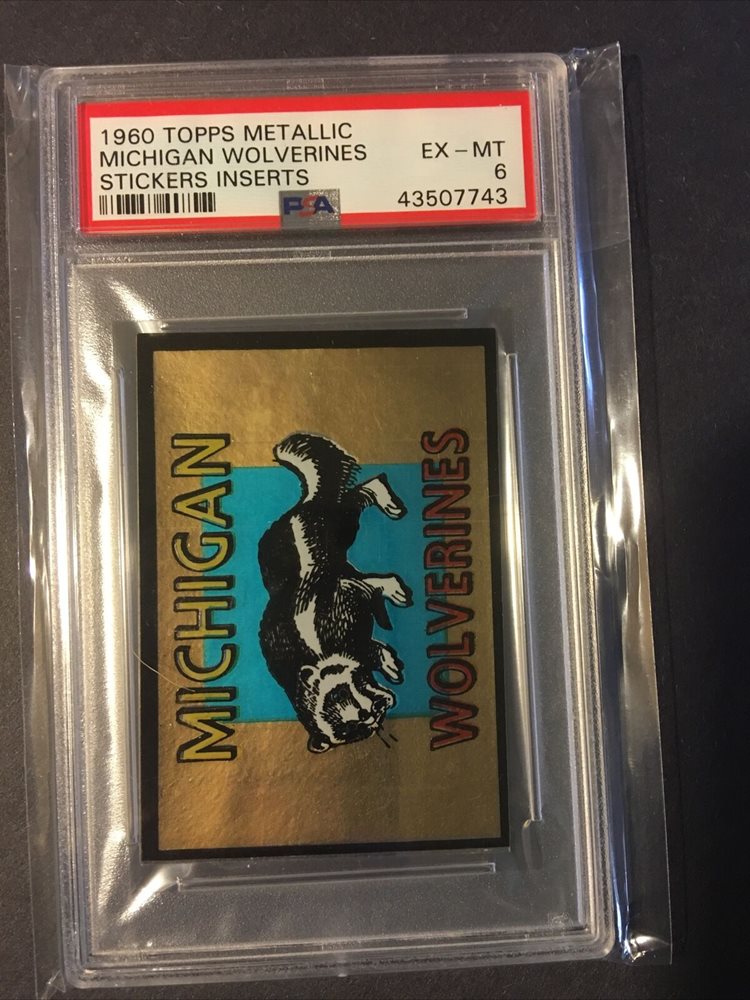 1960 TOPPS METALLIC
MICHIGAN WOLVERINES EX - MT
STICKERS INSERTS 6
PSA 43507743
MICHIGAN
WOLVERINES